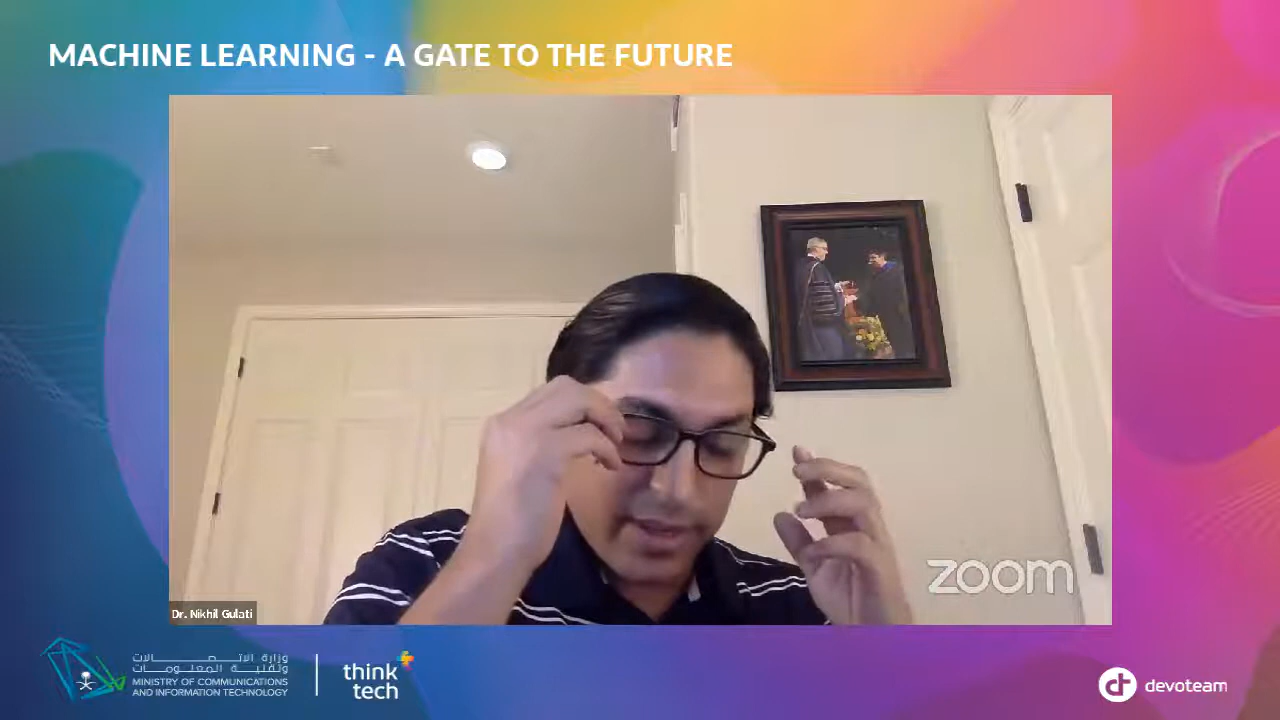 MACHINE LEARNING - A GATE TO THE FUTURE
zoom
Dr. Nikhil Gulati
وزارة الاتصالات
وتقنية المعلومات
MINISTRY OF COMMUNICATIONS
AND INFORMATION TECHNOLOGY
think
tech
devoteam